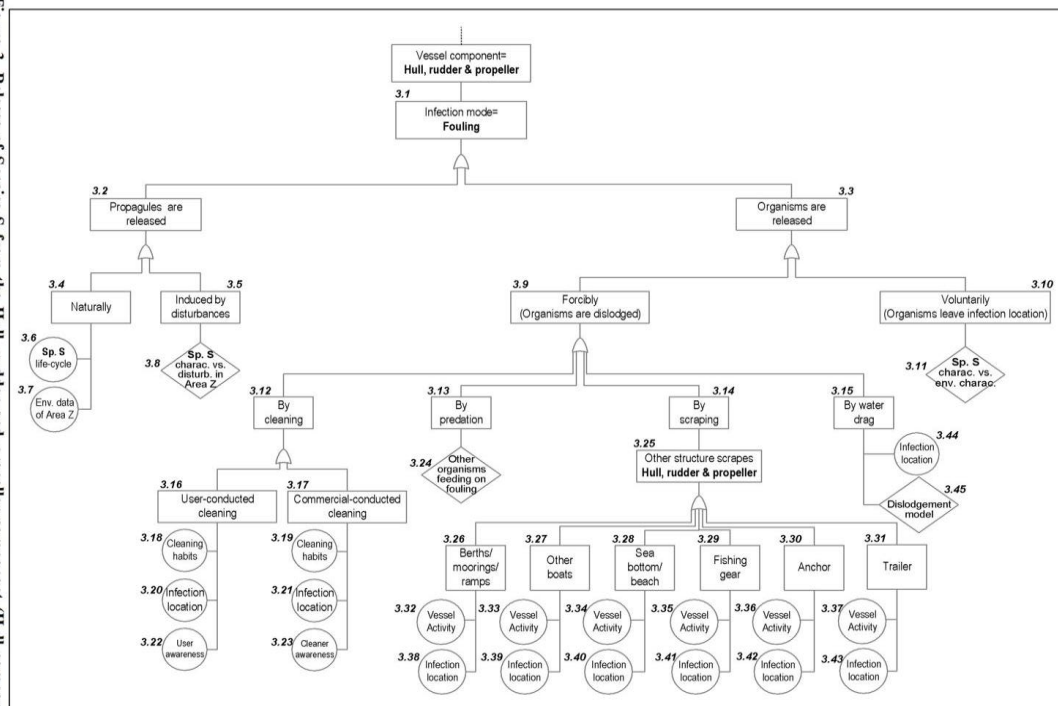 Vessel component=
Hull, rudder & propeller
3.1
Infection mode=
Fouling
3.2
Propagules are
released
3.3
Organisms are
released
3.4
Naturally
3.5
Induced by
disturbances
3.6
Sp. S
life-cycle
3.7
Env. data
of Area Z
3.8
Sp. S
charac. vs.
disturb. in
Area Z
3.9
Forcibly
(Organisms are dislodged)
3.10
Voluntarily
(Organisms leave infection location)
3.11
Sp. S
charac. vs.
env. charac.
3.12
By
cleaning
3.13
By
predation
3.14
By
scraping
3.15
By water
drag
3.16
User-conducted
cleaning
3.17
Commercial-conducted
cleaning
3.18
Cleaning
habits
3.19
Cleaning
habits
3.20
Infection
location
3.21
Infection
location
3.22
User
awareness
3.23
Cleaner
awareness
3.24
Other
organisms
feeding on
fouling
3.25
Other structure scrapes
Hull, rudder & propeller
3.44
Infection
location
3.45
Dislodgement
model
3.26
Berths/
moorings/
ramps
3.27
Other
boats
3.28
Sea
bottom/
beach
3.29
Fishing
gear
3.30
Anchor
3.31
Trailer
3.32
Vessel
Activity
3.33
Vessel
Activity
3.34
Vessel
Activity
3.35
Vessel
Activity
3.36
Vessel
Activity
3.37
Vessel
Activity
3.38
Infection
location
3.39
Infection
location
3.40
Infection
location
3.41
Infection
location
3.42
Infection
location
3.43
Infection
location